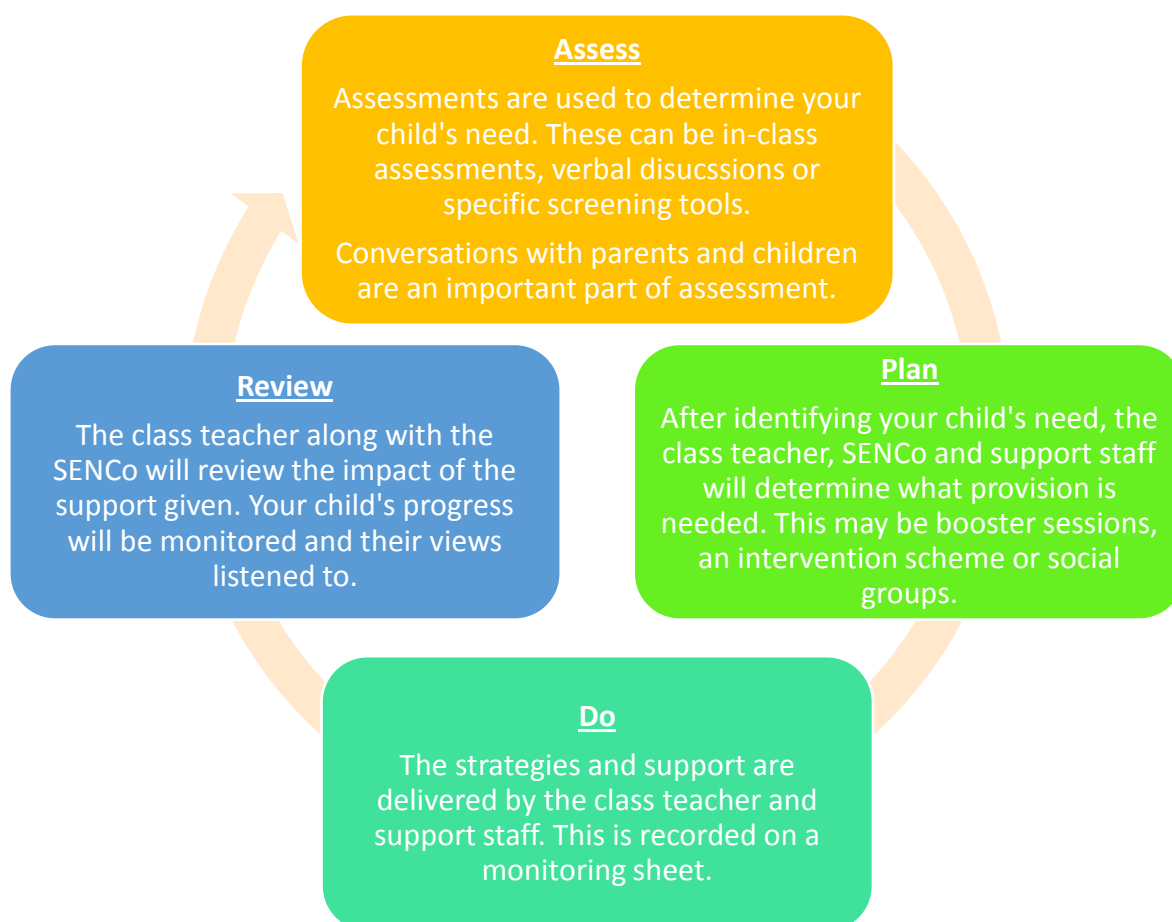 Assess
Assessments are used to determine your
child's need. These can be in-class
assessments, verbal disucssions or
specific screening tools.
Conversations with parents and children
are an important part of assessment.
Plan
After identifying your child's need, the
class teacher, SENCo and support staff
will determine what provision is
needed. This may be booster sessions,
an intervention scheme or social
groups.
Do
The strategies and support are
delivered by the class teacher and
support staff. This is recorded on a
monitoring sheet.
Review
The class teacher along with the
SENCo will review the impact of the
support given. Your child's progress
will be monitored and their views
listened to.